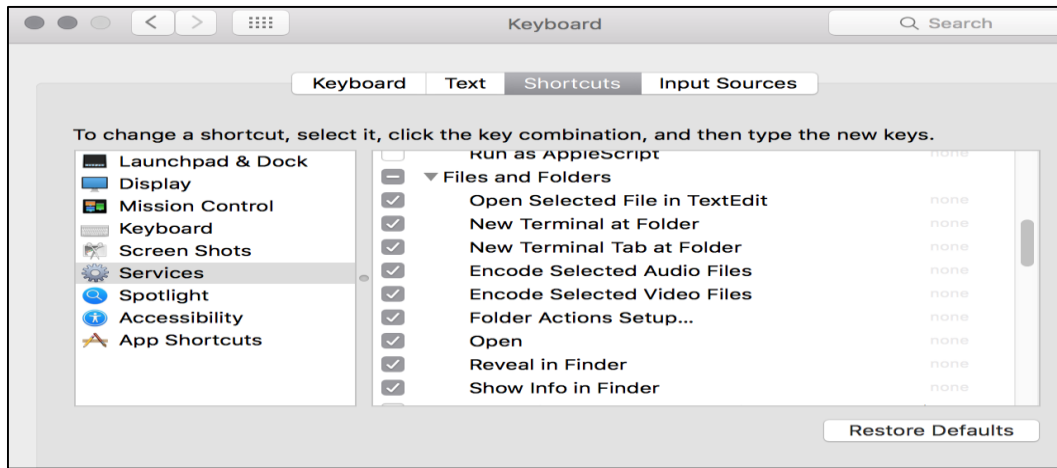 Keyboard
Search
Keyboard Text Shortcuts Input Sources
To change a shortcut, select it, click the key combination, and then type the new keys.
Launchpad & Dock
Display
Mission Control
Keyboard
Screen Shots
Services
Spotlight
Accessibility
App Shortcuts
Run as AppleScript none
Files and Folders
Open Selected File in TextEdit none
New Terminal at Folder none
New Terminal Tab at Folder none
Encode Selected Audio Files none
Encode Selected Video Files none
Folder Actions Setup... none
Open none
Reveal in Finder none
Show Info in Finder none
Restore Defaults